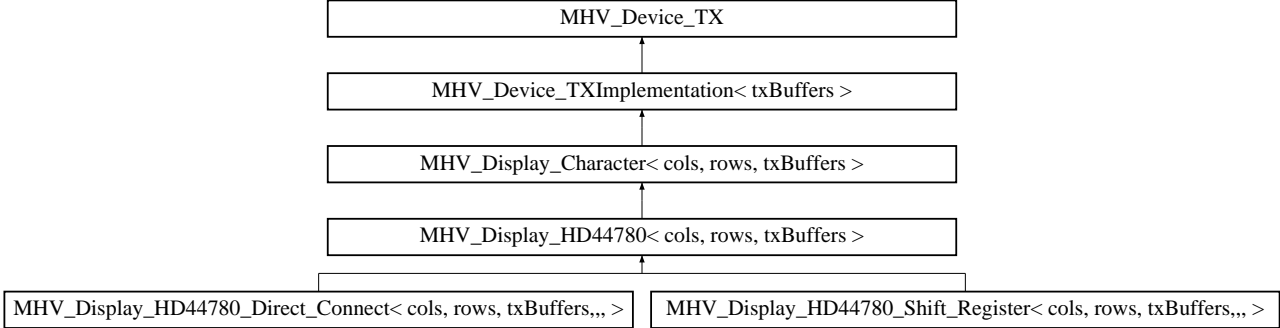 MHV_Device_TX
MHV_Device_TXImplementation< txBuffers >
MHV_Display_Character< cols, rows, txBuffers >
MHV_Display_HD44780< cols, rows, txBuffers >
MHV_Display_HD44780_Direct_Connect< cols, rows, txBuffers,,, >
MHV_Display_HD44780_Shift_Register< cols, rows, txBuffers,,, >